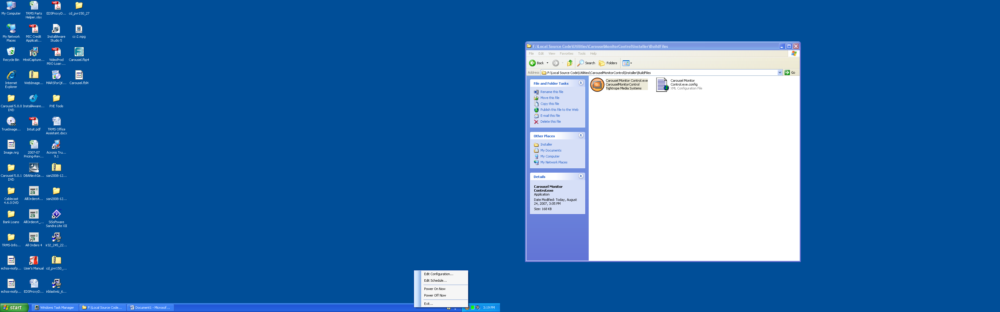 My Computer
TRMS Parts
Helper.xlsx
EDSProxyD...
cd_pvr150_27
My Network
Places
MIC Credit
Applicati...
InstallAware
Studio 5
cc-2.mpg
Recycle Bin
HtmlCapture...
VideoProd
MXO Loan ...
Carousel.fbp4
Internet
Explorer
WebImage...
MARSforQK...
Carousel.fbl4
Carousel 5.0.0
DVD
InstallAware...
PXE Tools
TrueImage...
Intuit.pdf
TRMS Office
Assistant.docx
Image.nrg
2007-07
Pricing-Rev...
Acronis Tru...
9.1
Carousel 5.0.1
DVD
DBANextGe...
san2008-12...
Cablecast
4.6.0 DVD
AllOrders4...
san2008-12...
Bank Loans
AllOrders4_...
SiSoftware
Sandra Lite XII
TRMS-Info...
All Orders 4
ir32_245_22...
echos-mofp...
User's Manual
cd_pvr150_...
echos-mofp...
EDSProxyD...
irblastwiz_6...
F:\Local Source Code\Utilities\CarouselMonitorControl\Installer\BuildFiles
File Edit View Favorites Tools Help
Back Search Folders
Address F:\Local Source Code\Utilities\CarouselMonitorControl\Installer\BuildFiles Go
File and Folder Tasks
Rename this file
Move this file
Copy this file
Publish this file to the Web
E-mail this file
Delete this file
Other Places
Installer
My Documents
My Computer
My Network Places
Details
Carousel Monitor
Control.exe
Application
Date Modified: Today, August
24, 2007, 3:05 PM
Size: 168 KB
Carousel Monitor Control.exe
CarouselMonitorControl
Tightrope Media Systems
Carousel Monitor
Control.exe.config
XML Configuration File
Edit Configuration...
Edit Schedule...
Power On Now
Power Off Now
Exit...
start
Windows Task Manager
F:\Local Source Code...
Document1 - Microsof...
3:19 PM